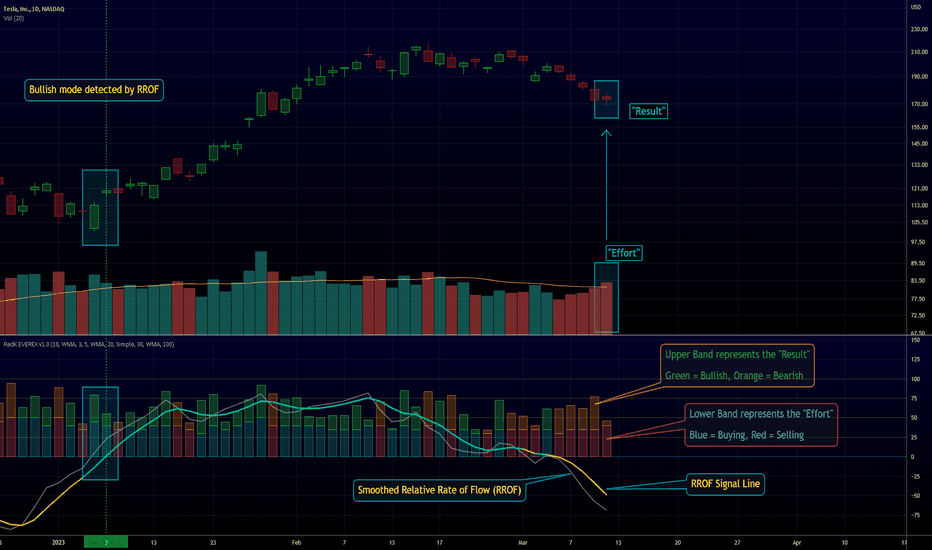 Tesla, Inc., 1D, NASDAQ
Vol (20)
USD
230.00
210.00
190.00
170.00
155.00
145.00
133.00
123.00
113.00
105.50
97.50
89.50
83.50
77.50
72.50
67.50
Bullish mode detected by RROF
"Result"
"Effort"
RedK EVEREX v1.0 (10, WMA, 3, 5, WMA, 20, Simple, 30, WMA, 100)
150
100
75
50
25
0
−25
−50
−75
Upper Band represents the "Result"
Green = Bullish, Orange = Bearish
Lower Band represents the "Effort"
Blue = Buying, Red = Selling
Smoothed Relative Rate of Flow (RROF)
RROF Signal Line
2023
13
23
Feb
7
13
17
Mar
7
13
20
27
Apr
10
17